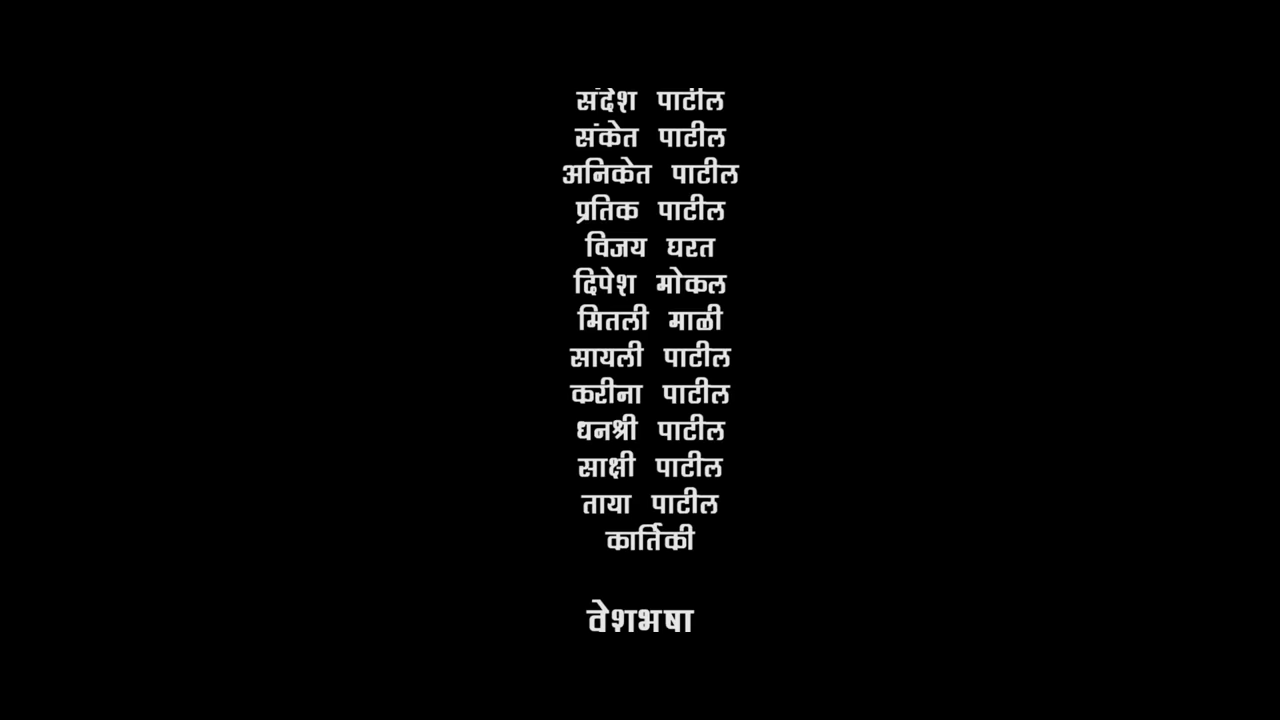 संदेश पाटील
संकेत पाटील
अनिकेत पाटील
प्रतिक पाटील
विजय घरत
दिपेश मोकल
मितली माळी
सायली पाटील
करीना पाटील
धनश्री पाटील
साक्षी पाटील
ताया पाटील
कार्तिकी
वेशभषा